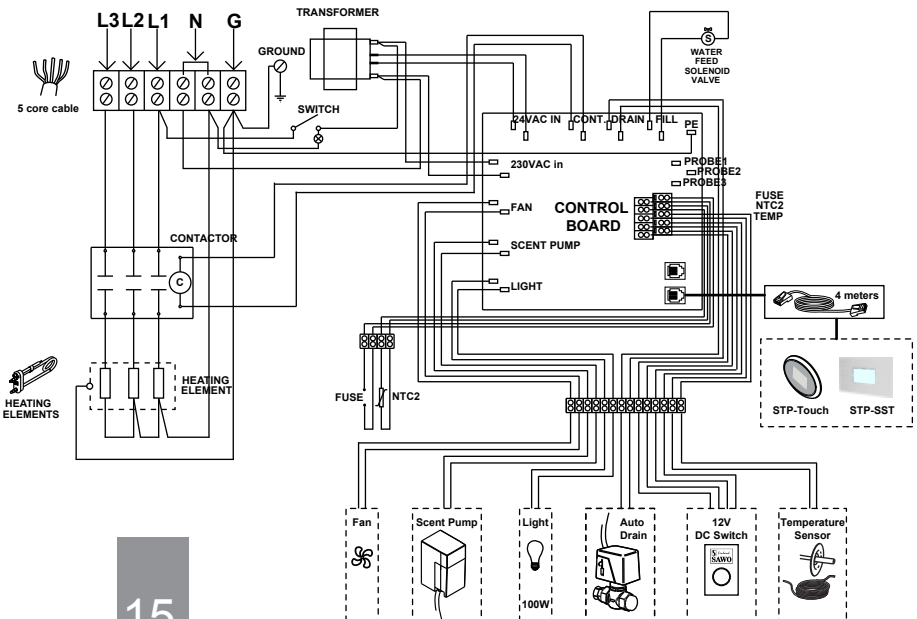 L3 L2 L1 N G
5 core cable
GROUND
TRANSFORMER
SWITCH
S
WATER
FEED
SOLENOID
VALVE
24VAC IN CONT. DRAIN FILL
PE
230VAC in
PROBE1
PROBE2
PROBE3
FAN
CONTROL
BOARD
FUSE
NTC2
TEMP
SCENT PUMP
LIGHT
CONTACTOR
C
4 meters
STP-Touch STP-SST
HEATING
ELEMENTS
HEATING
ELEMENT
FUSE
NTC2
Fan
Scent Pump
Light
100W
Auto
Drain
12V
DC Switch
SAWO
Temperature
Sensor
15